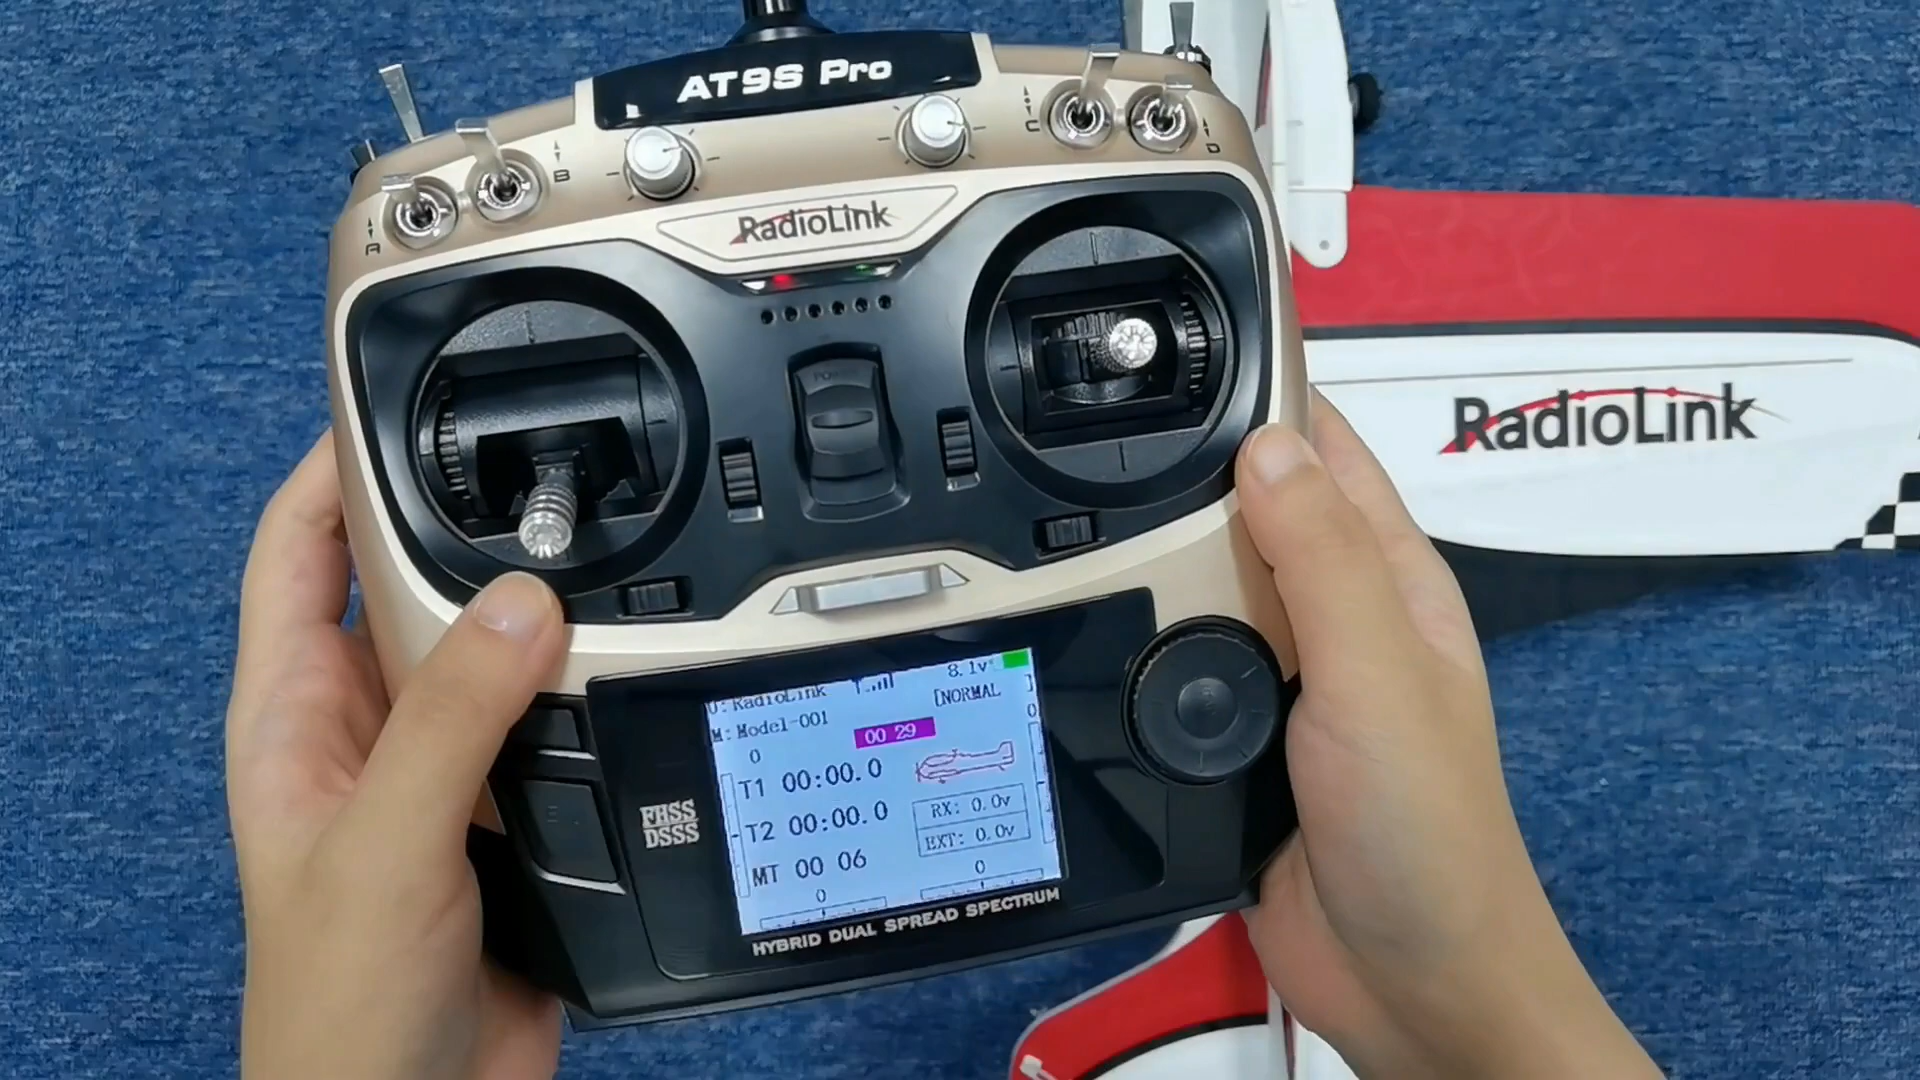 AT9S Pro
C
D
B
A
RadioLink
POWER
RadioLink
8.1v
U:RadioLink
[NORMAL ]
M:Model-001
00 29
0
0
T1 00:00.0
RX: 0.0v
T2 00:00.0
EXT: 0.0v
MT 00 06
0
0
FHSS
DSSS
HYBRID DUAL SPREAD SPECTRUM